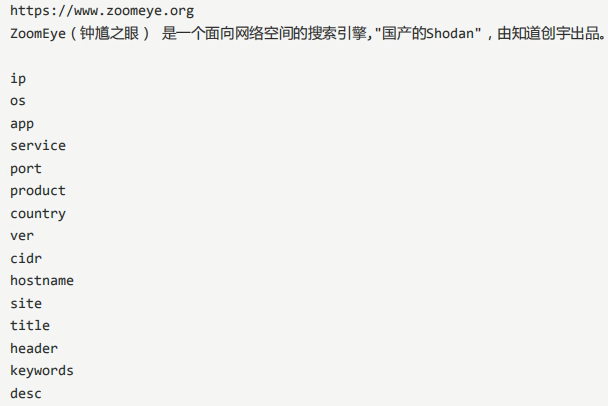 https://www.zoomeye.org
ZoomEye（钟馗之眼） 是一个面向网络空间的搜索引擎,"国产的Shodan"，由知道创宇出品。
ip
os
app
service
port
product
country
ver
cidr
hostname
site
title
header
keywords
desc